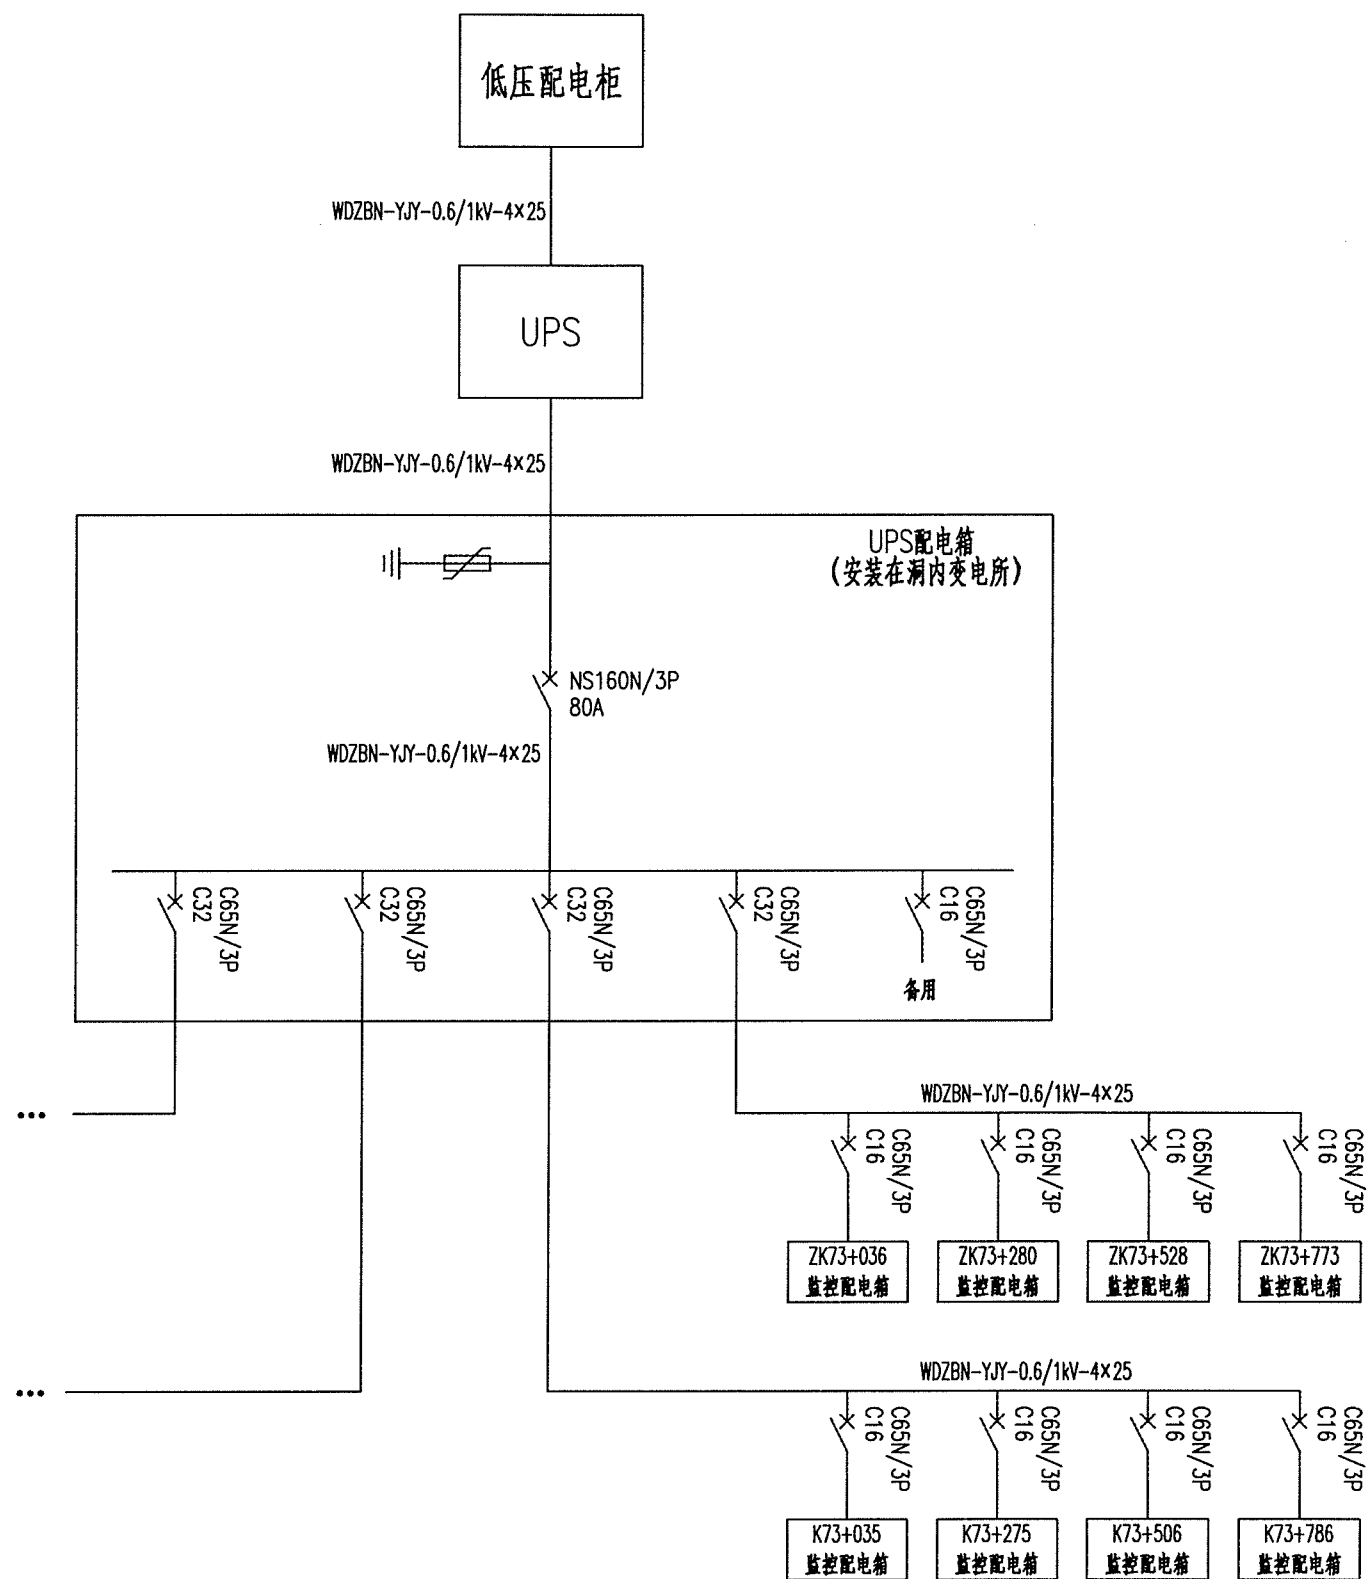 低压配电柜
WDZBN-YJY-0.6/1kV-4×25
UPS
WDZBN-YJY-0.6/1kV-4×25
UPS配电箱
(安装在洞内变电所)
NS160N/3P
80A
WDZBN-YJY-0.6/1kV-4×25
C65N/3P
C32
C65N/3P
C32
C65N/3P
C32
C65N/3P
C32
C65N/3P
C16
备用
...
WDZBN-YJY-0.6/1kV-4×25
C65N/3P
C16
C65N/3P
C16
C65N/3P
C16
C65N/3P
C16
ZK73+036
监控配电箱
ZK73+280
监控配电箱
ZK73+528
监控配电箱
ZK73+773
监控配电箱
...
WDZBN-YJY-0.6/1kV-4×25
C65N/3P
C16
C65N/3P
C16
C65N/3P
C16
C65N/3P
C16
K73+035
监控配电箱
K73+275
监控配电箱
K73+506
监控配电箱
K73+786
监控配电箱